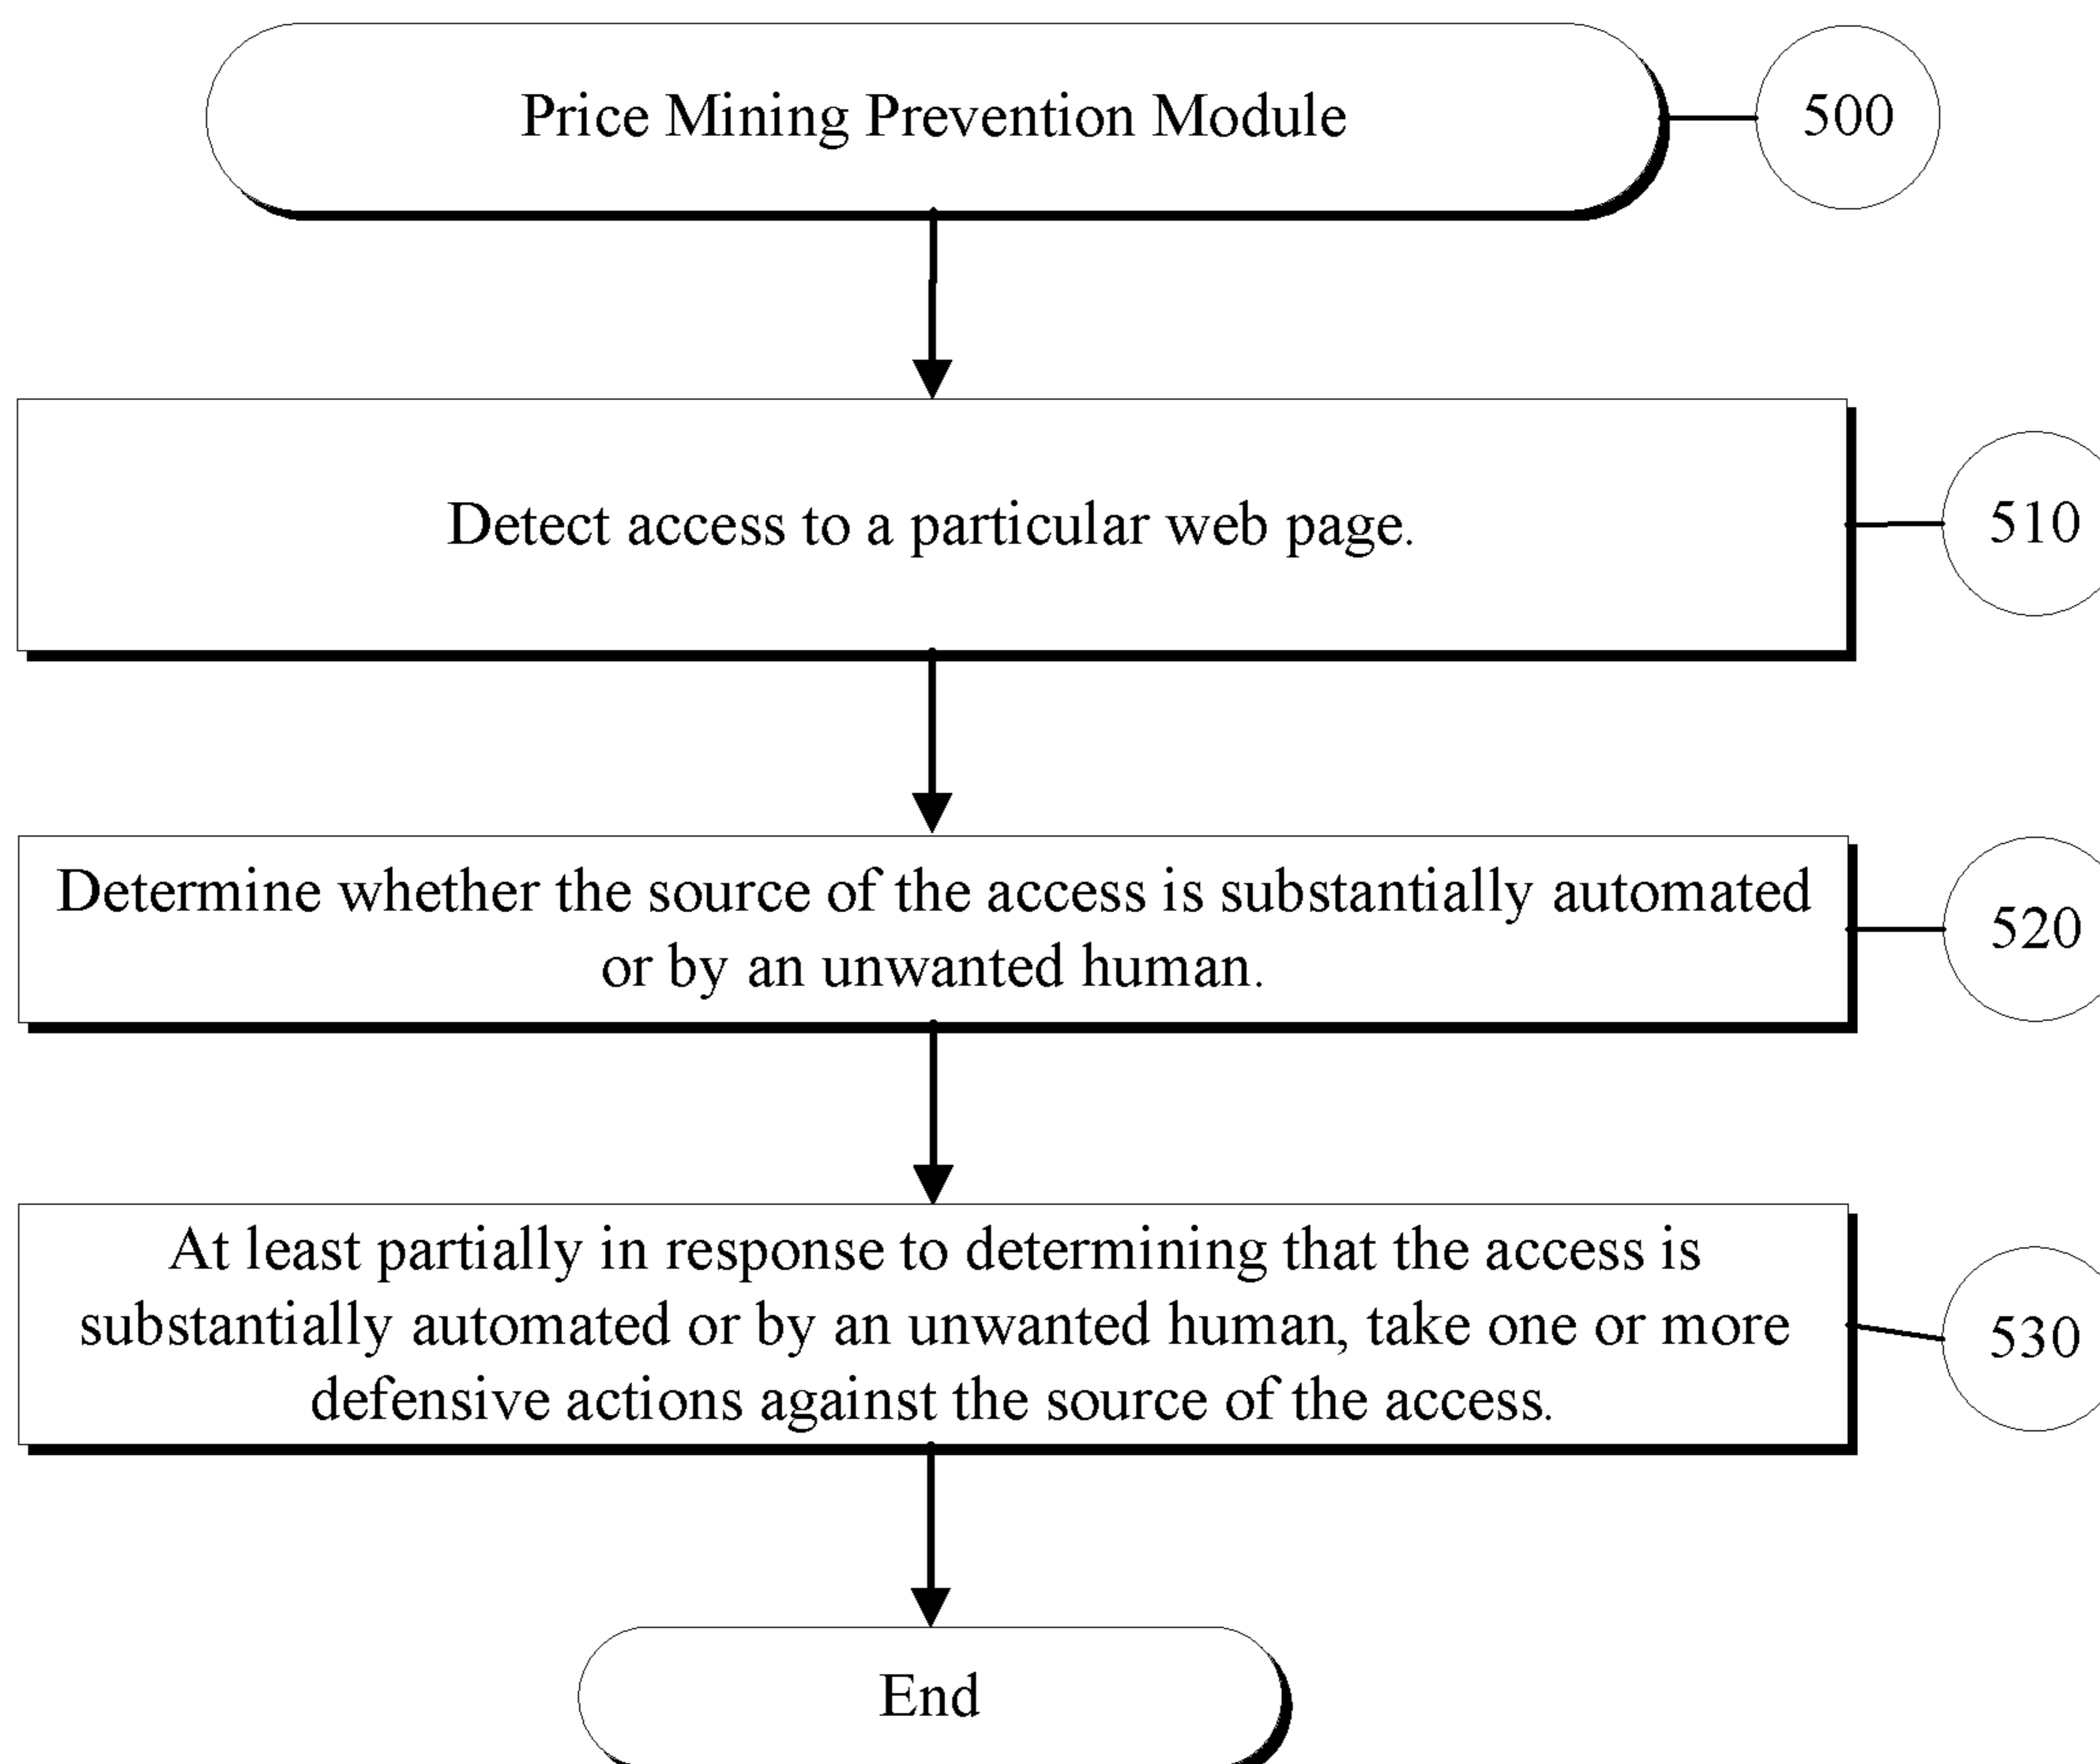 Price Mining Prevention Module
500
Detect access to a particular web page.
510
Determine whether the source of the access is substantially automated
or by an unwanted human.
520
At least partially in response to determining that the access is
substantially automated or by an unwanted human, take one or more
defensive actions against the source of the access.
530
End